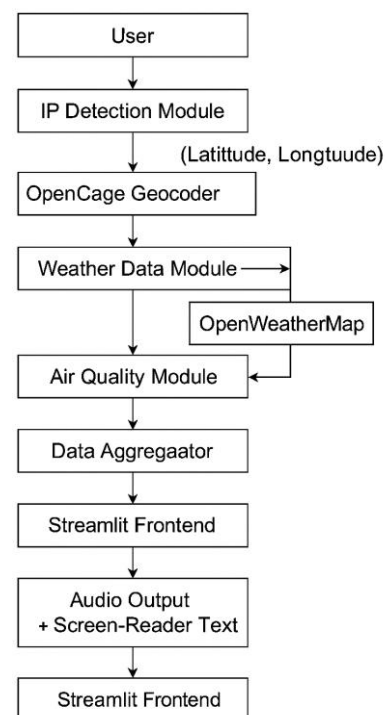 User
IP Detection Module
(Latittude, Longtuude)
OpenCage Geocoder
Weather Data Module
OpenWeatherMap
Air Quality Module
Data Aggregaator
Streamlit Frontend
Audio Output
+ Screen-Reader Text
Streamlit Frontend